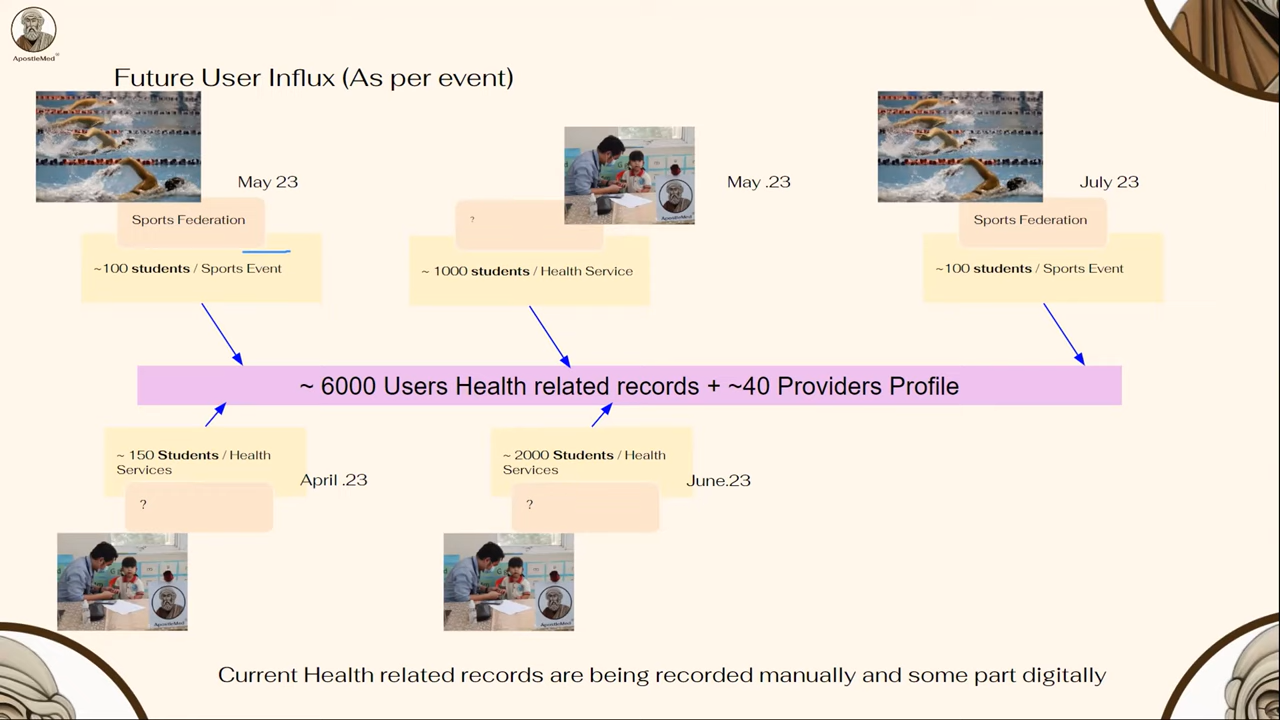 ApostleMed®
Future User Influx (As per event)
May 23
Sports Federation
~100 students / Sports Event
May .23
?
~ 1000 students / Health Service
July 23
Sports Federation
~100 students / Sports Event
~ 6000 Users Health related records + ~40 Providers Profile
~ 150 Students / Health
Services
April .23
?
~ 2000 Students / Health
Services
June.23
?
ApostleMed
ApostleMed
ApostleMed
Current Health related records are being recorded manually and some part digitally